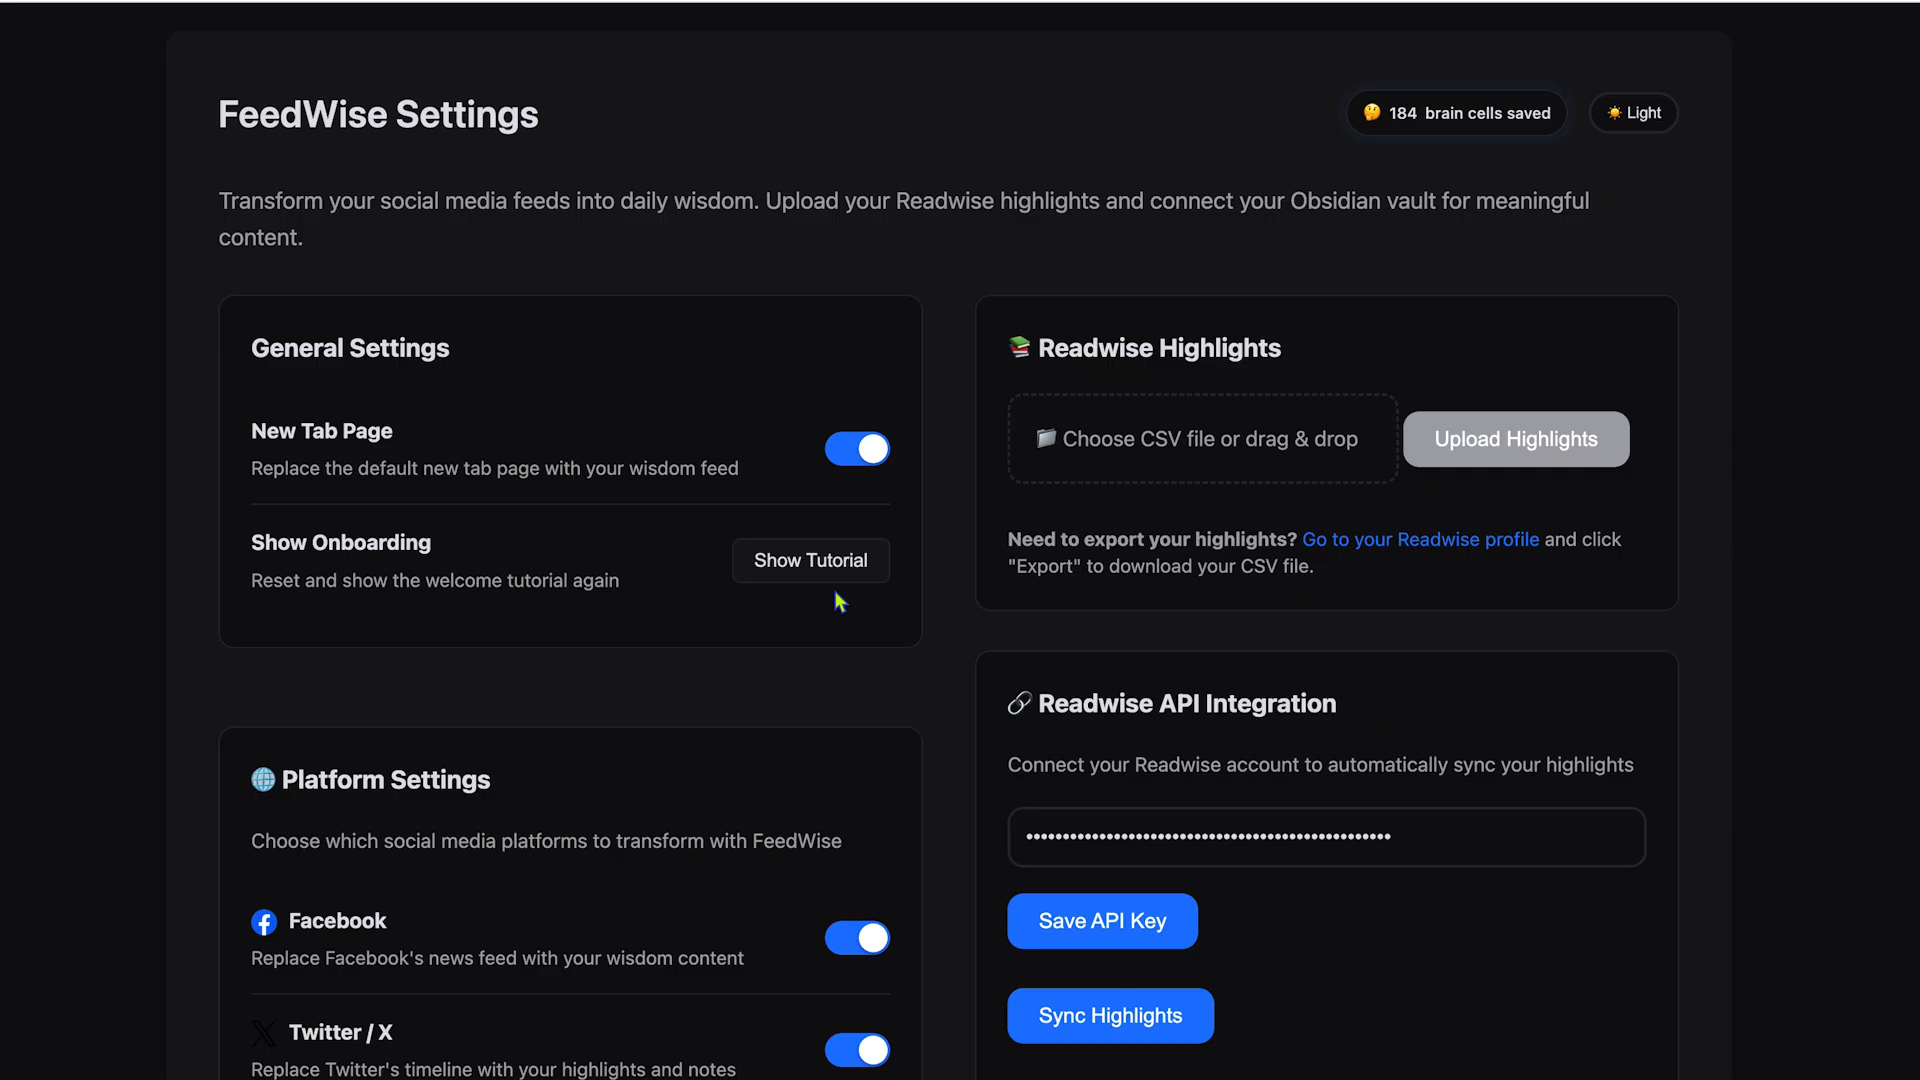 FeedWise Settings
🤔 184 brain cells saved
☀️ Light
Transform your social media feeds into daily wisdom. Upload your Readwise highlights and connect your Obsidian vault for meaningful
content.
General Settings
New Tab Page
Replace the default new tab page with your wisdom feed
Show Onboarding
Reset and show the welcome tutorial again
Show Tutorial
🌐 Platform Settings
Choose which social media platforms to transform with FeedWise
Facebook
Replace Facebook's news feed with your wisdom content
Twitter / X
Replace Twitter's timeline with your highlights and notes
📚 Readwise Highlights
📁 Choose CSV file or drag & drop
Upload Highlights
Need to export your highlights? Go to your Readwise profile and click
"Export" to download your CSV file.
🔗 Readwise API Integration
Connect your Readwise account to automatically sync your highlights
••••••••••••••••••••••••••••••••••••••••••••••••••
Save API Key
Sync Highlights